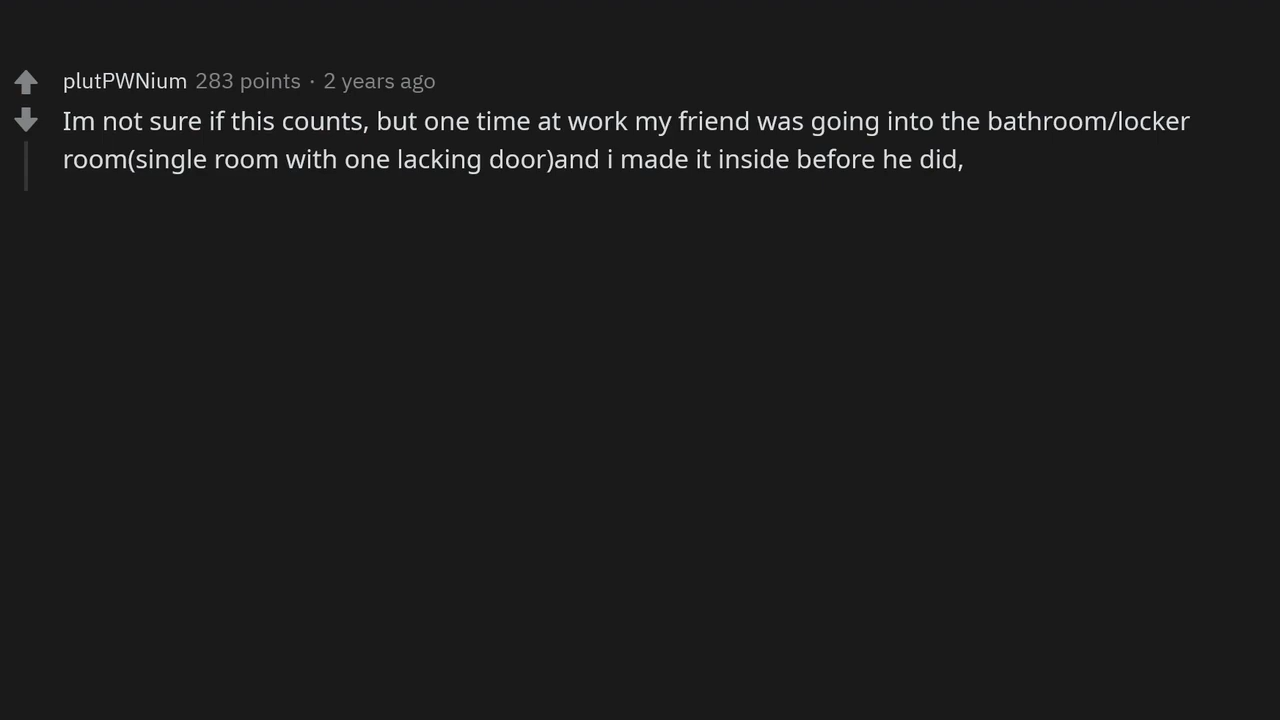 plutPWNium 283 points · 2 years ago
Im not sure if this counts, but one time at work my friend was going into the bathroom/locker
room(single room with one lacking door)and i made it inside before he did,